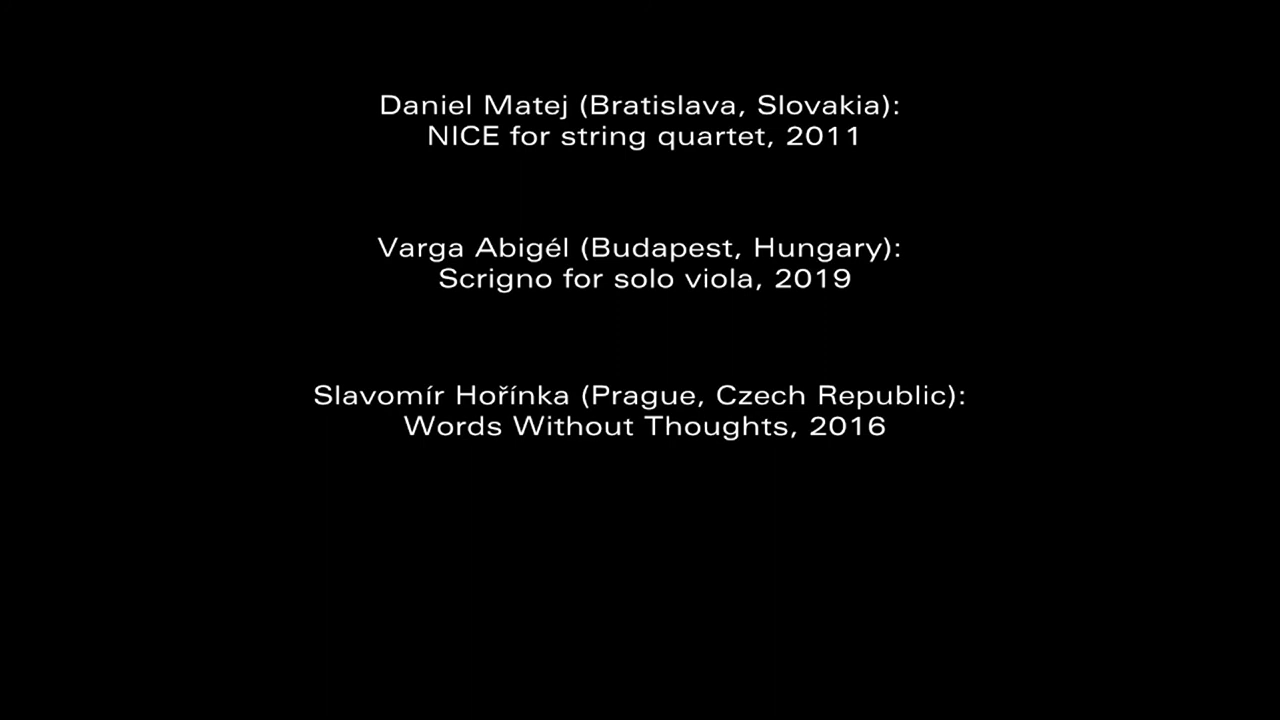 Daniel Matej (Bratislava, Slovakia):
NICE for string quartet, 2011
Varga Abigél (Budapest, Hungary):
Scrigno for solo viola, 2019
Slavomír Hořínka (Prague, Czech Republic):
Words Without Thoughts, 2016